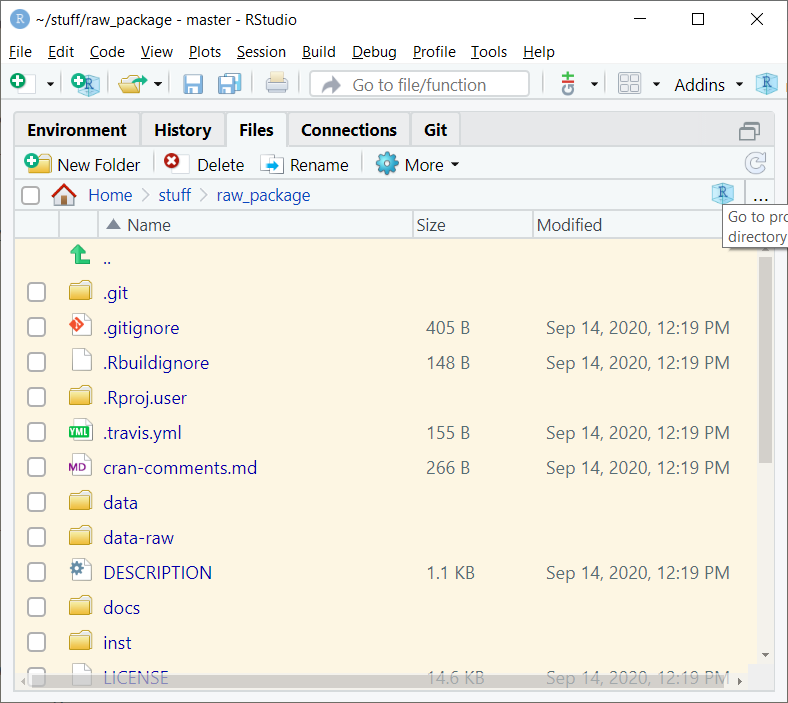 R ~/stuff/raw_package - master - RStudio
File Edit Code View Plots Session Build Debug Profile Tools Help
R Go to file/function G Addins R
Environment History Files Connections Git
New Folder Delete Rename More
Home stuff raw_package R ...
Go to pro
directory
Name Size Modified
..
.git
.gitignore 405 B Sep 14, 2020, 12:19 PM
.Rbuildignore 148 B Sep 14, 2020, 12:19 PM
.Rproj.user
YML .travis.yml 155 B Sep 14, 2020, 12:19 PM
MD cran-comments.md 266 B Sep 14, 2020, 12:19 PM
data
data-raw
DESCRIPTION 1.1 KB Sep 14, 2020, 12:19 PM
docs
inst
LICENSE 14.6 KB Sep 14, 2020, 12:19 PM